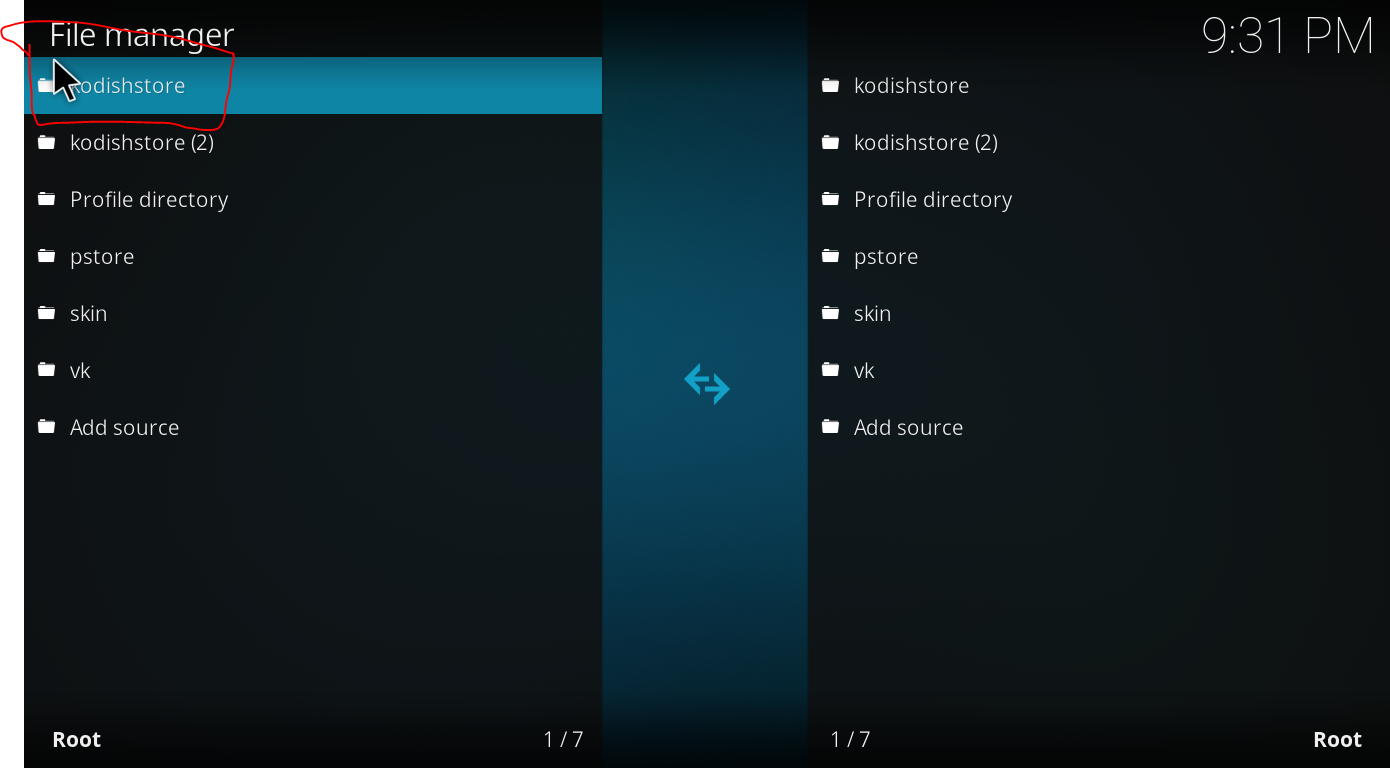 File manager
9:31 PM
kodishstore
kodishstore (2)
Profile directory
pstore
skin
vk
Add source
kodishstore
kodishstore (2)
Profile directory
pstore
skin
vk
Add source
Root
1 / 7
1 / 7
Root